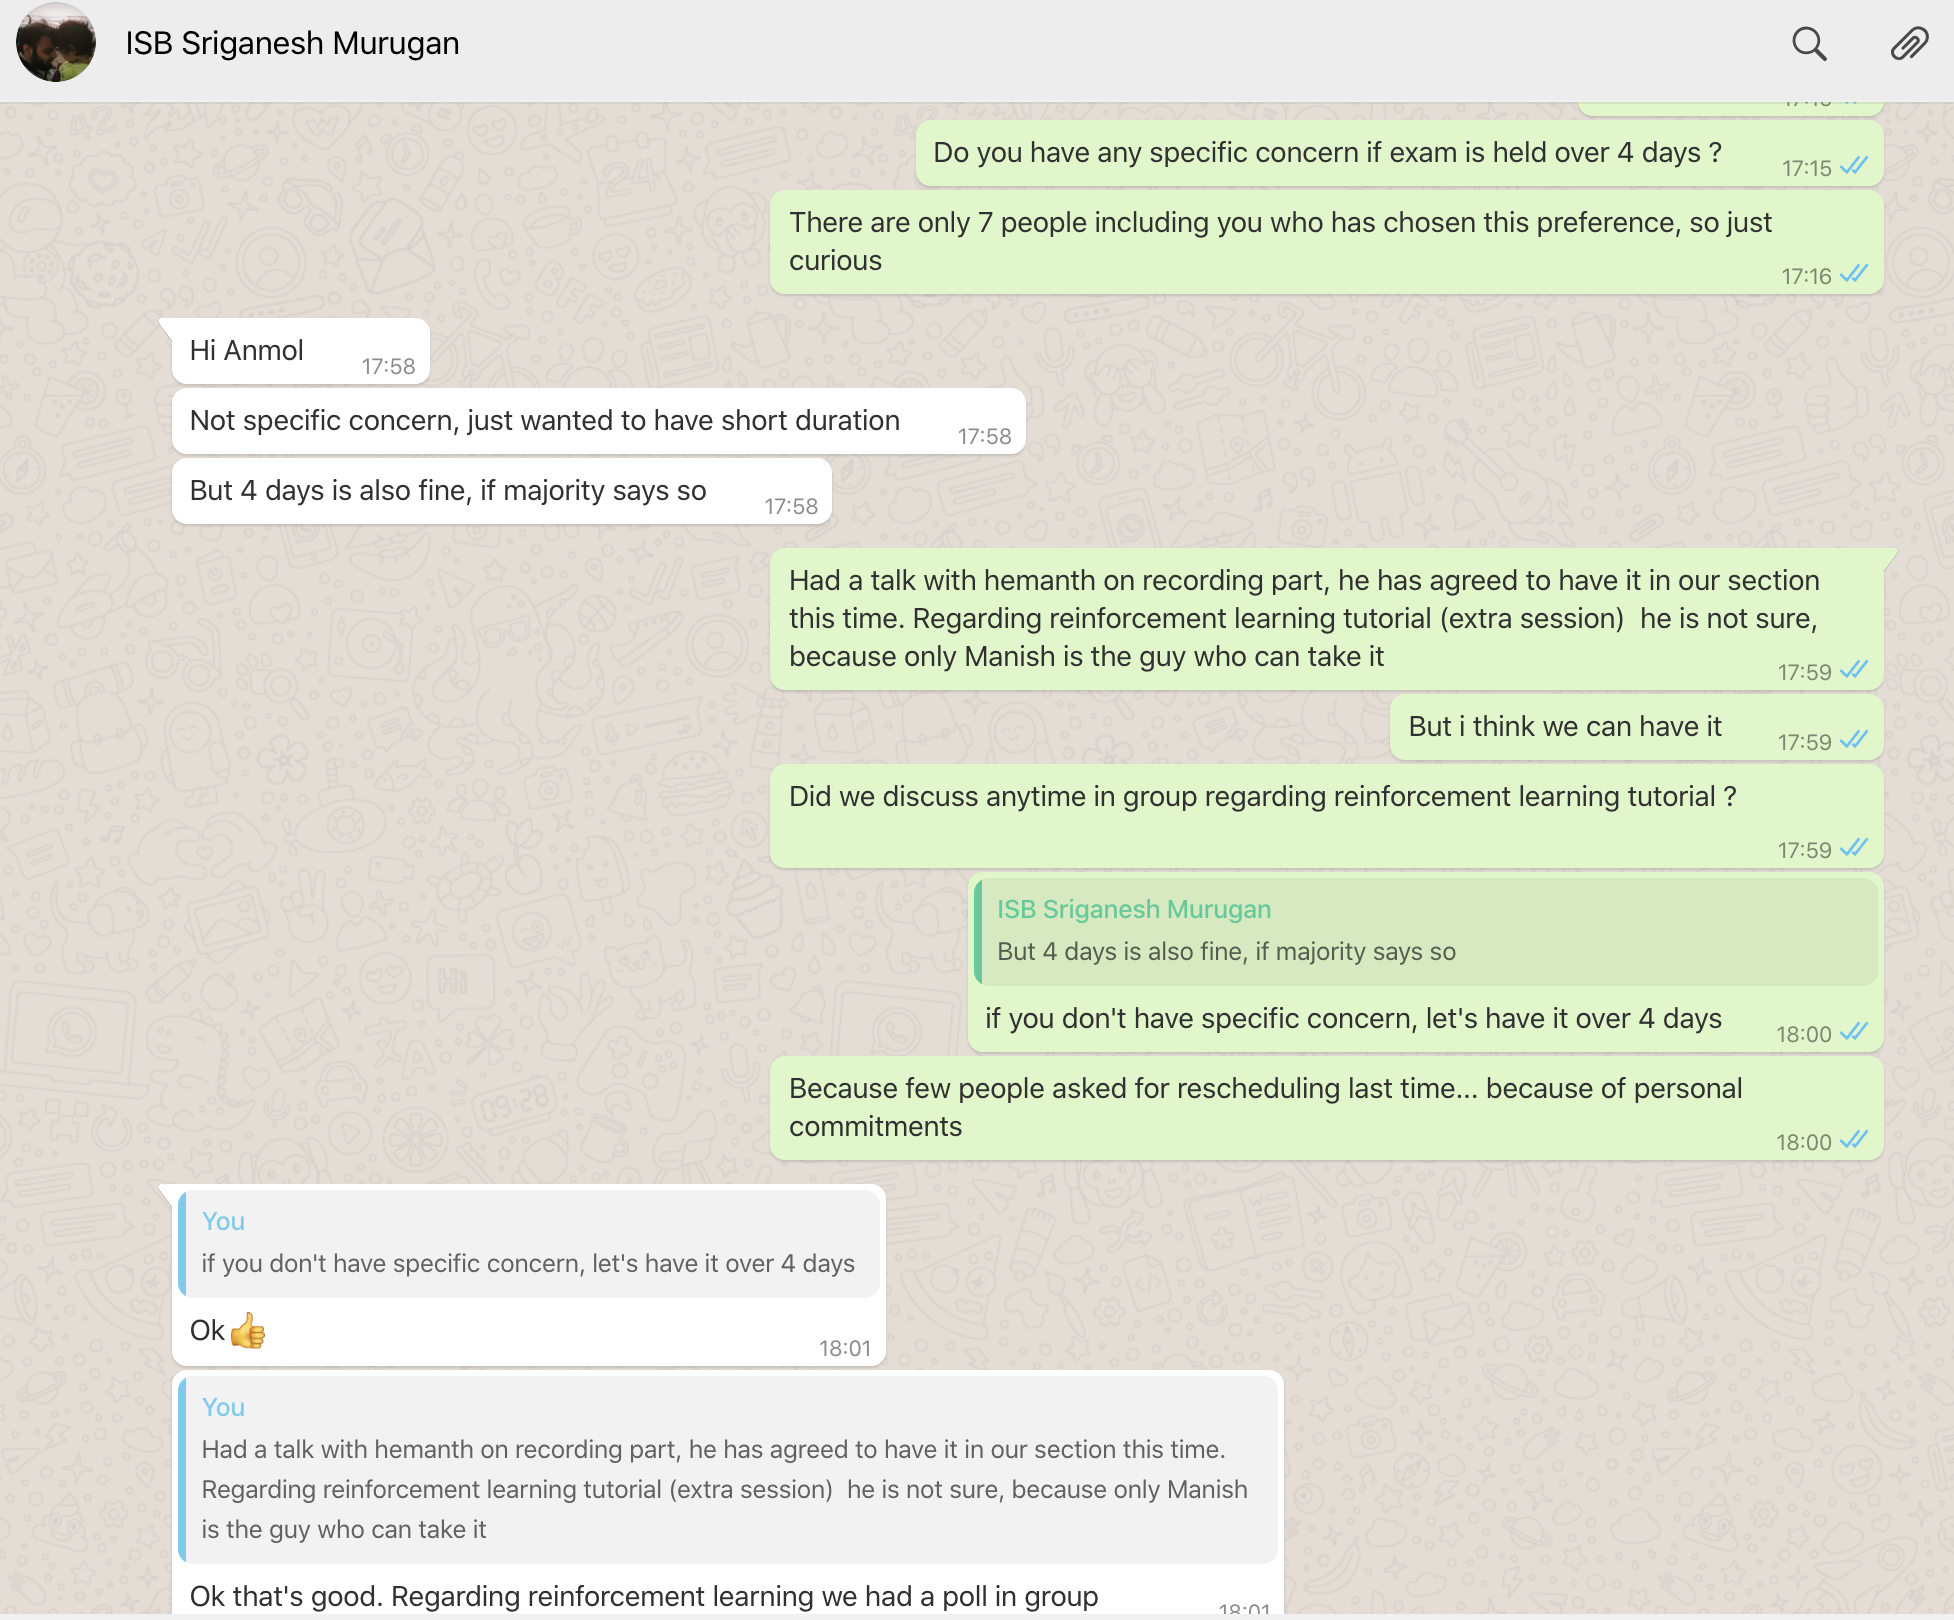 ISB Sriganesh Murugan
Do you have any specific concern if exam is held over 4 days ?
17:15
There are only 7 people including you who has chosen this preference, so just
curious
17:16
Hi Anmol
17:58
Not specific concern, just wanted to have short duration
17:58
But 4 days is also fine, if majority says so
17:58
Had a talk with hemanth on recording part, he has agreed to have it in our section
this time. Regarding reinforcement learning tutorial (extra session)  he is not sure,
because only Manish is the guy who can take it
17:59
But i think we can have it
17:59
Did we discuss anytime in group regarding reinforcement learning tutorial ?
17:59
ISB Sriganesh Murugan
But 4 days is also fine, if majority says so
if you don't have specific concern, let's have it over 4 days
18:00
Because few people asked for rescheduling last time... because of personal
commitments
18:00
You
if you don't have specific concern, let's have it over 4 days
Ok👍
18:01
You
Had a talk with hemanth on recording part, he has agreed to have it in our section this time.
Regarding reinforcement learning tutorial (extra session)  he is not sure, because only Manish
is the guy who can take it
Ok that's good. Regarding reinforcement learning we had a poll in group
18:01